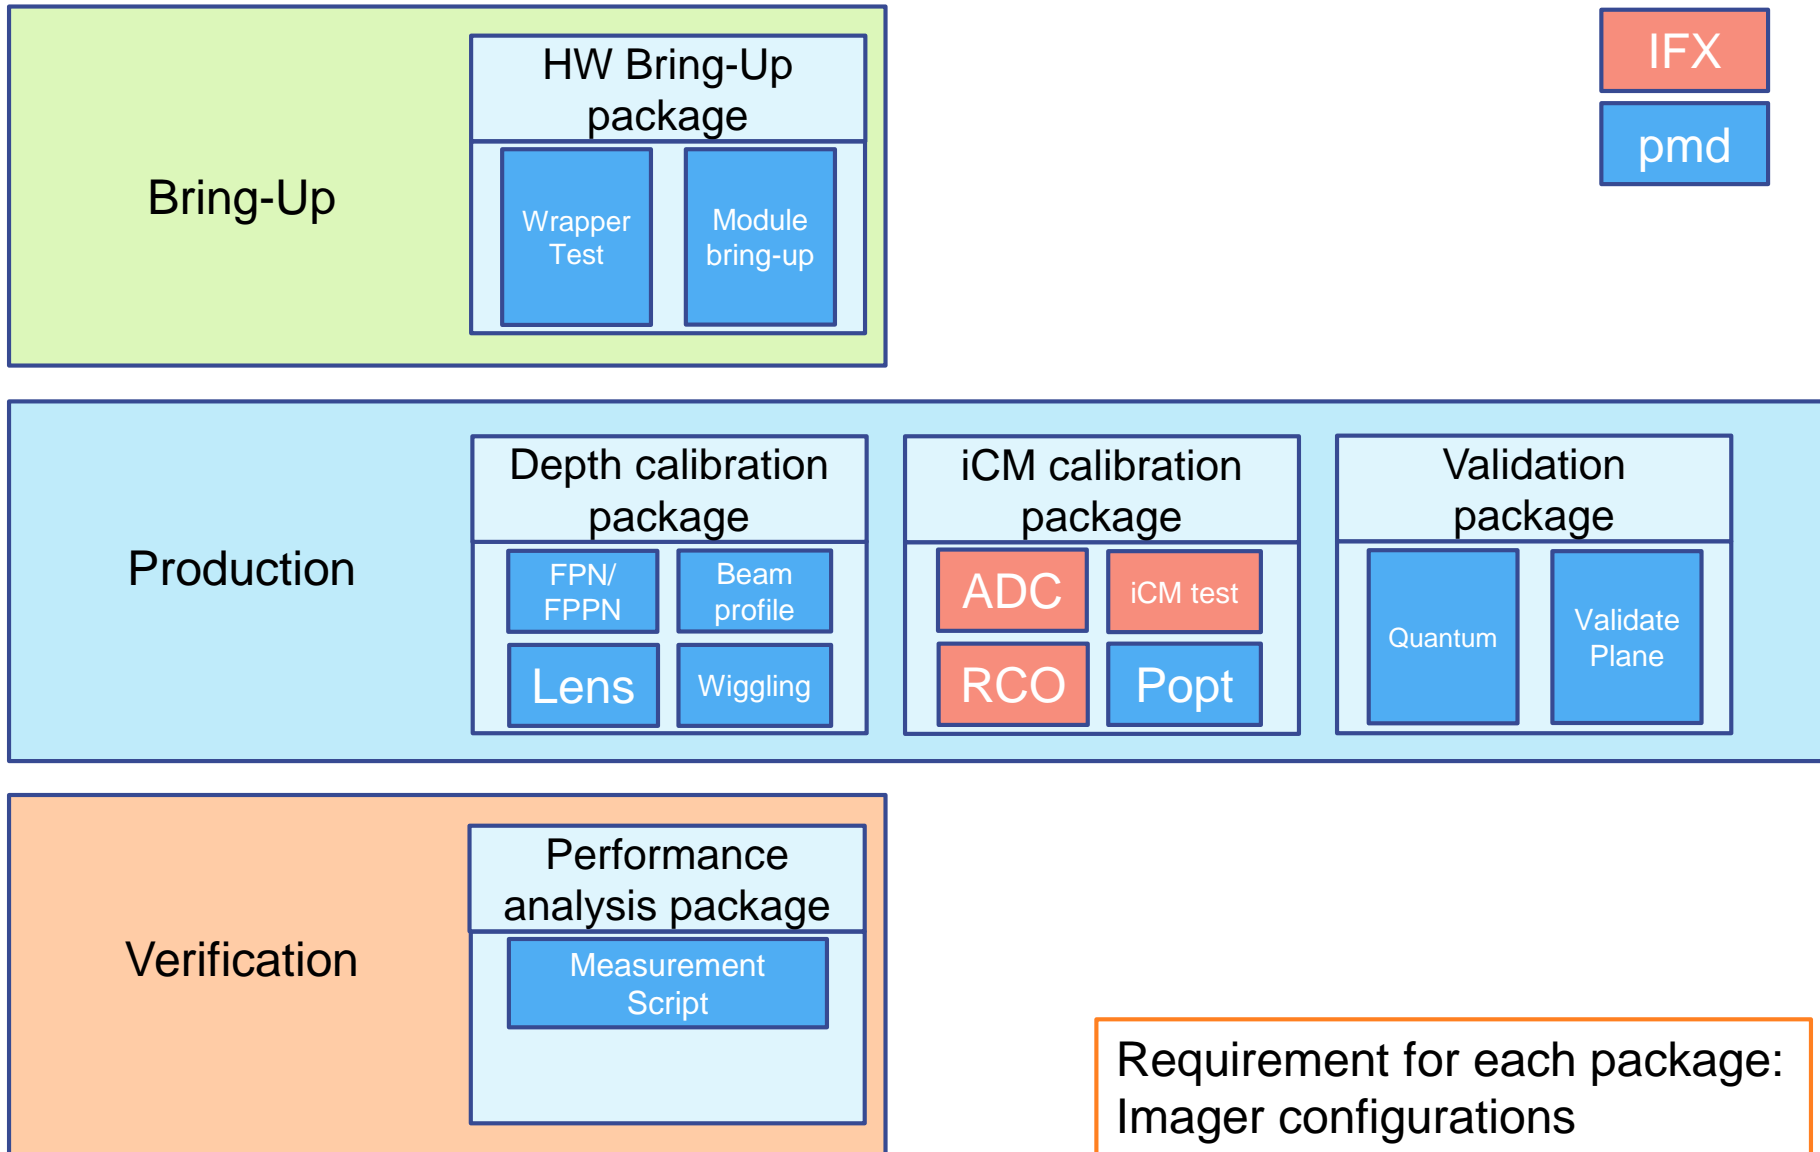 HW Bring-Up
package
Bring-Up
Wrapper
Test
Module
bring-up
IFX
pmd
Production
Depth calibration
package
FPN/
FPPN
Beam
profile
Lens
Wiggling
iCM calibration
package
ADC
iCM test
RCO
Popt
Validation
package
Quantum
Validate
Plane
Verification
Performance
analysis package
Measurement
Script
Requirement for each package:
Imager configurations